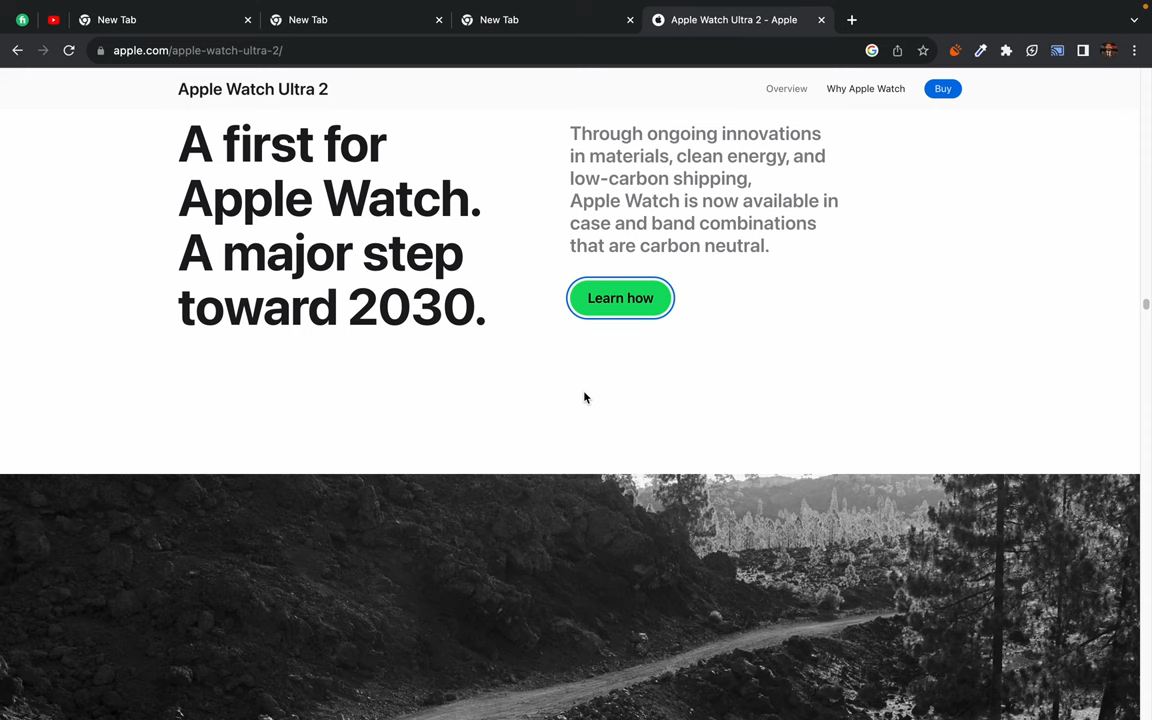 New Tab
New Tab
New Tab
Apple Watch Ultra 2 - Apple
apple.com/apple-watch-ultra-2/
Apple Watch Ultra 2
Overview
Why Apple Watch
Buy
A first for
Apple Watch.
A major step
toward 2030.
Through ongoing innovations
in materials, clean energy, and
low-carbon shipping,
Apple Watch is now available in
case and band combinations
that are carbon neutral.
Learn how